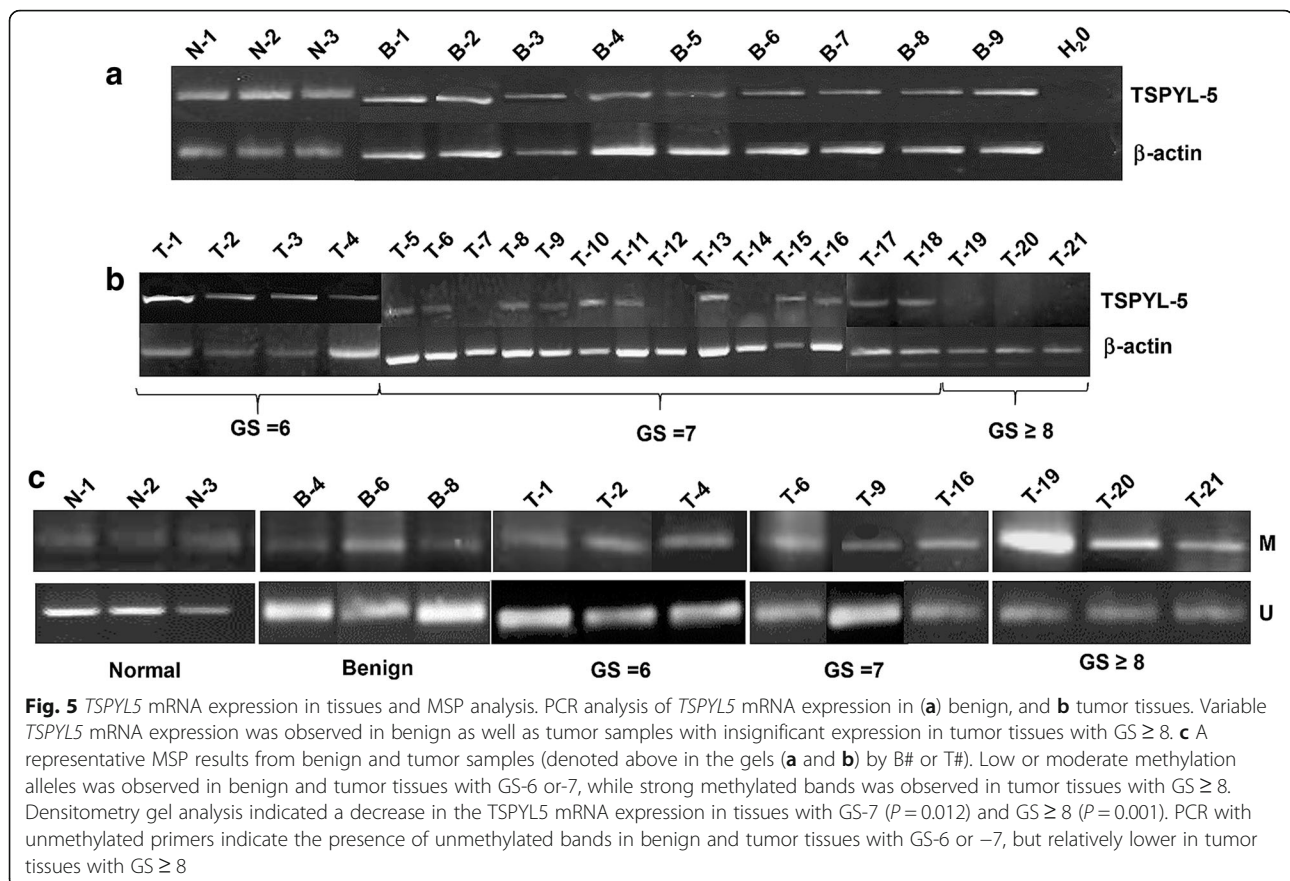 a
N-1 N-2 N-3 B-1 B-2 B-3 B-4 B-5 B-6 B-7 B-8 B-9 H₂0
TSPYL-5
β-actin
b
T-1 T-2 T-3 T-4 T-5 T-6 T-7 T-8 T-9 T-10 T-11 T-12 T-13 T-14 T-15 T-16 T-17 T-18 T-19 T-20 T-21
TSPYL-5
β-actin
GS =6 GS =7 GS ≥ 8
c
N-1 N-2 N-3 B-4 B-6 B-8 T-1 T-2 T-4 T-6 T-9 T-16 T-19 T-20 T-21
M
U
Normal Benign GS =6 GS =7 GS ≥ 8
Fig. 5 TSPYL5 mRNA expression in tissues and MSP analysis. PCR analysis of TSPYL5 mRNA expression in (a) benign, and b tumor tissues. Variable
TSPYL5 mRNA expression was observed in benign as well as tumor samples with insignificant expression in tumor tissues with GS ≥ 8. c A
representative MSP results from benign and tumor samples (denoted above in the gels (a and b) by B# or T#). Low or moderate methylation
alleles was observed in benign and tumor tissues with GS-6 or-7, while strong methylated bands was observed in tumor tissues with GS ≥ 8.
Densitometry gel analysis indicated a decrease in the TSPYL5 mRNA expression in tissues with GS-7 (P = 0.012) and GS ≥ 8 (P = 0.001). PCR with
unmethylated primers indicate the presence of unmethylated bands in benign and tumor tissues with GS-6 or −7, but relatively lower in tumor
tissues with GS ≥ 8